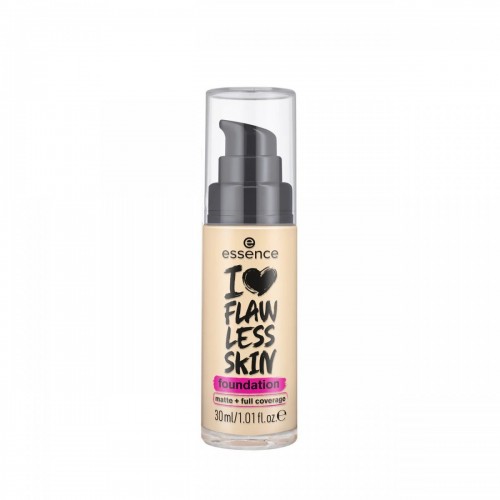 essence
I ♥
FLAW
LESS
SKIN
foundation
matte + full coverage
30ml/1.01 fl.oz.℮